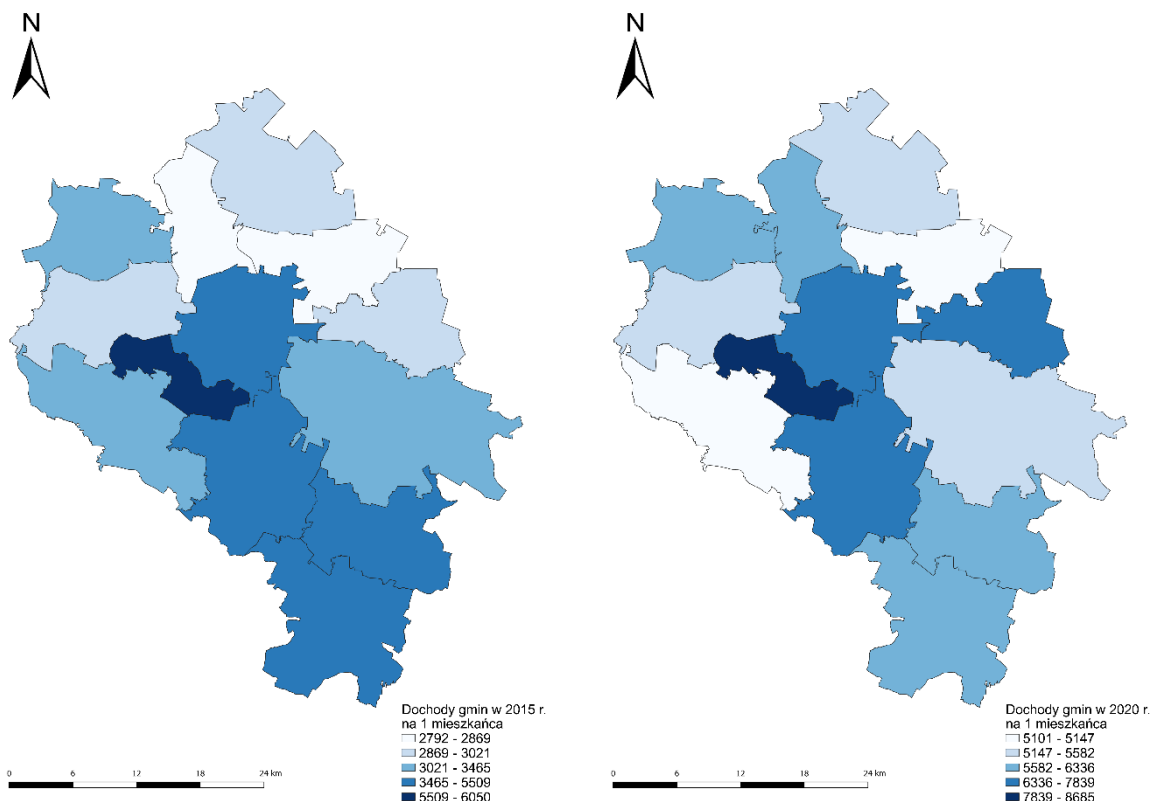 N
Dochody gmin w 2015 r.
na 1 mieszkańca
2792 - 2869
2869 - 3021
3021 - 3465
3465 - 5509
5509 - 6050
0 6 12 18 24 km
N
Dochody gmin w 2020 r.
na 1 mieszkańca
5101 - 5147
5147 - 5582
5582 - 6336
6336 - 7839
7839 - 8685
0 6 12 18 24 km